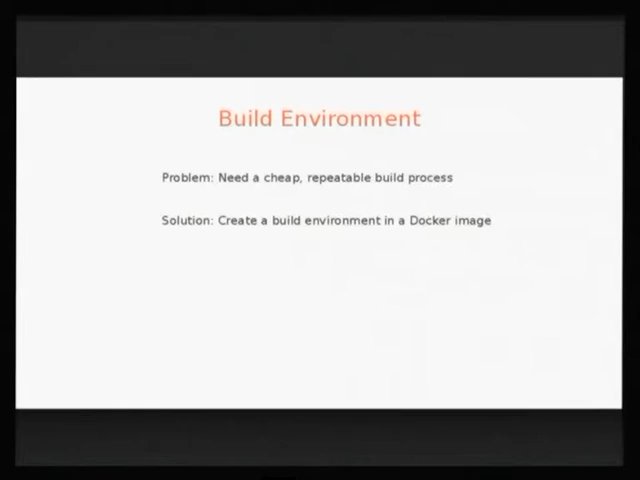 Build Environment
Problem: Need a cheap, repeatable build process
Solution: Create a build environment in a Docker image